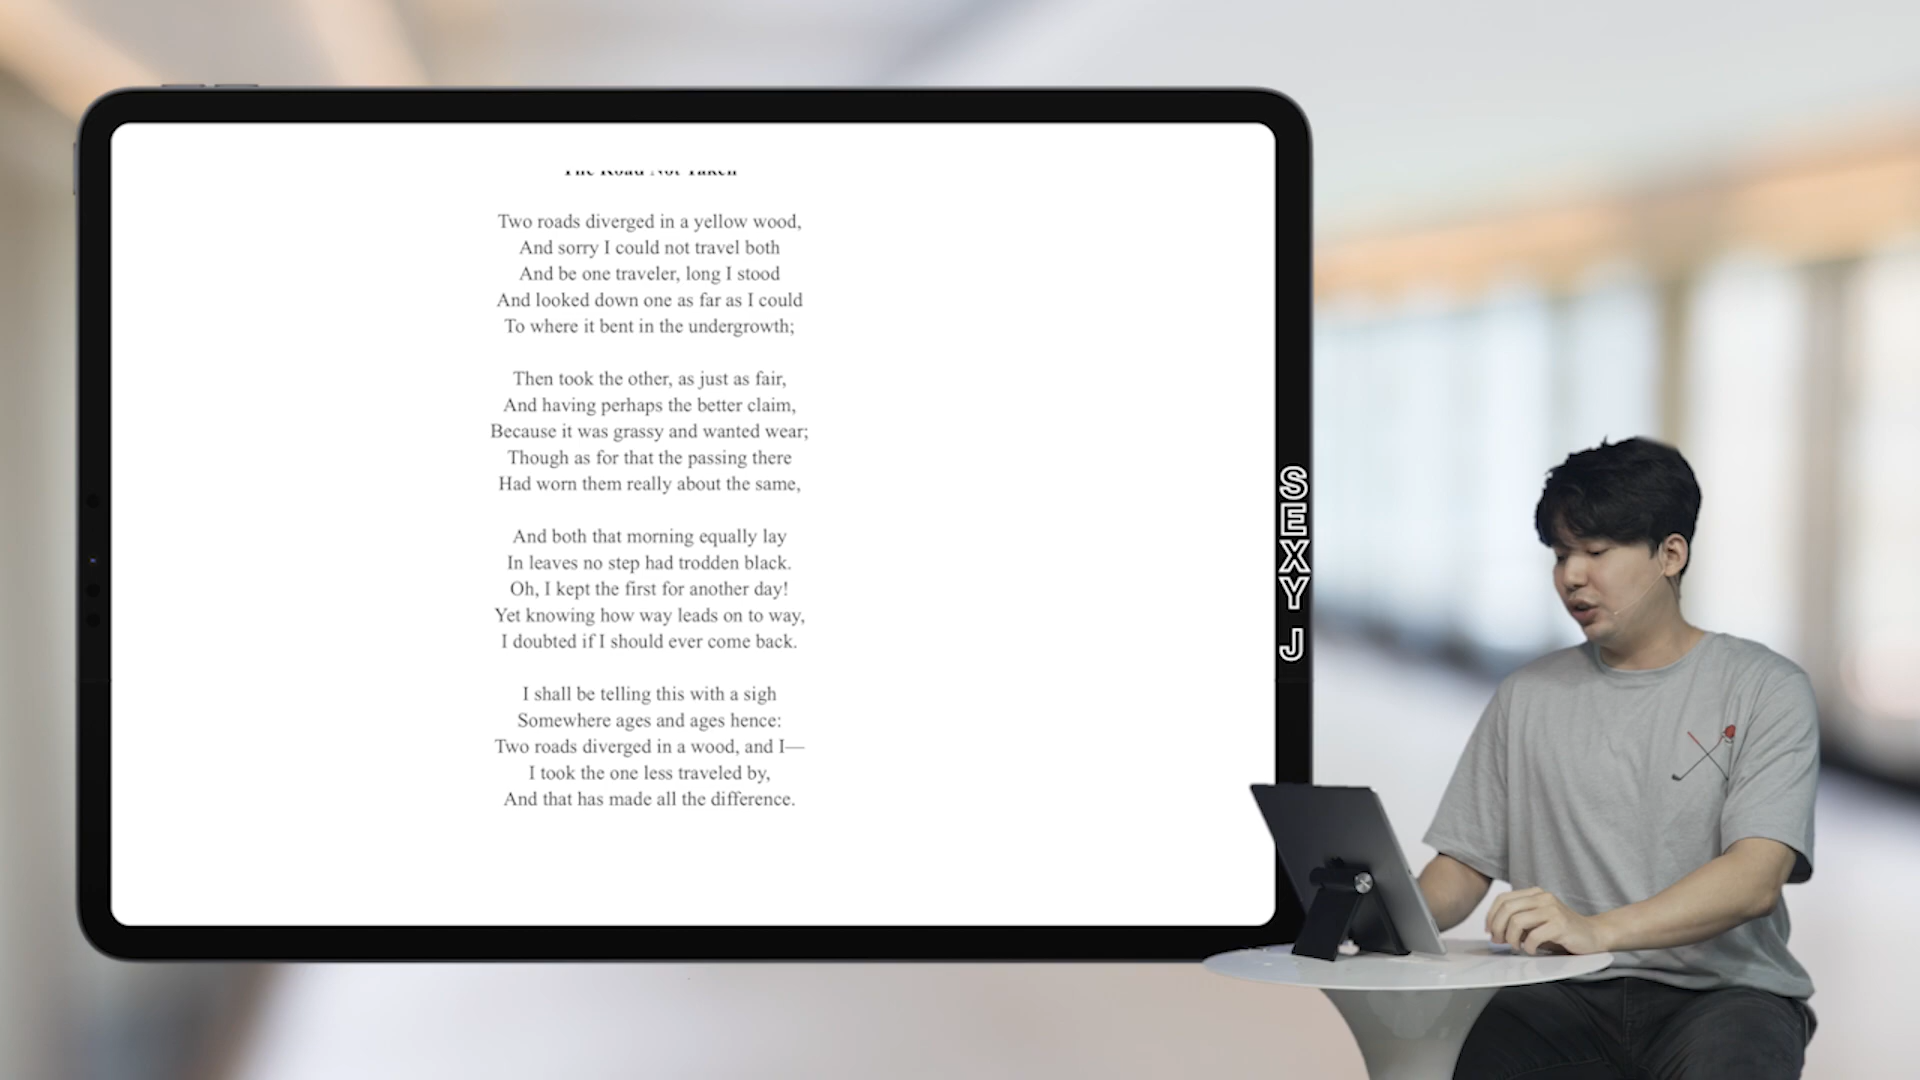 The Road Not Taken
Two roads diverged in a yellow wood,
And sorry I could not travel both
And be one traveler, long I stood
And looked down one as far as I could
To where it bent in the undergrowth;
Then took the other, as just as fair,
And having perhaps the better claim,
Because it was grassy and wanted wear;
Though as for that the passing there
Had worn them really about the same,
And both that morning equally lay
In leaves no step had trodden black.
Oh, I kept the first for another day!
Yet knowing how way leads on to way,
I doubted if I should ever come back.
I shall be telling this with a sigh
Somewhere ages and ages hence:
Two roads diverged in a wood, and I—
I took the one less traveled by,
And that has made all the difference.
SEXY J